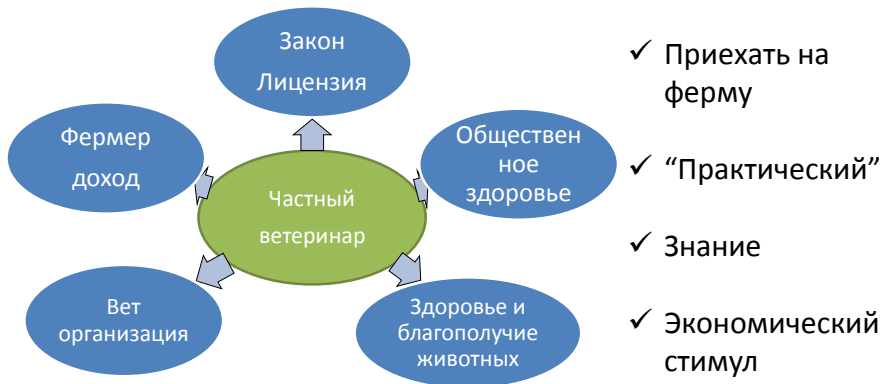 Закон
Лицензия
Фермер
доход
Обществен
ное
здоровье
Частный
ветеринар
Вет
организация
Здоровье и
благополучие
животных
✓ Приехать на
ферму
✓ “Практический”
✓ Знание
✓ Экономический
стимул